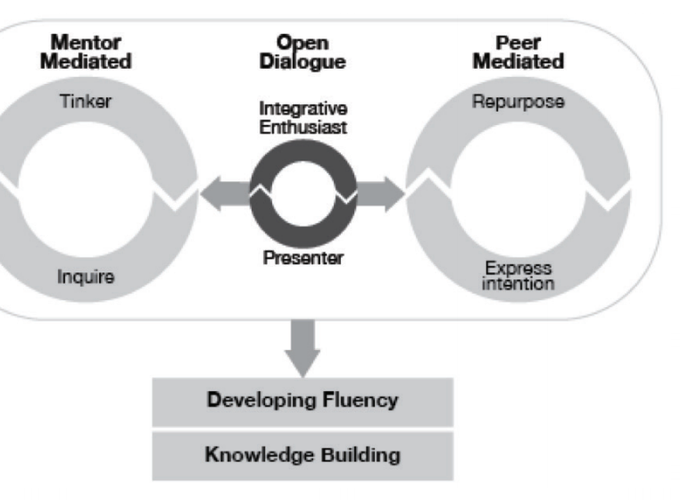 Mentor
Mediated
Tinker
Inquire
Open
Dialogue
Integrative
Enthusiast
Presenter
Peer
Mediated
Repurpose
Express
intention
Developing Fluency
Knowledge Building